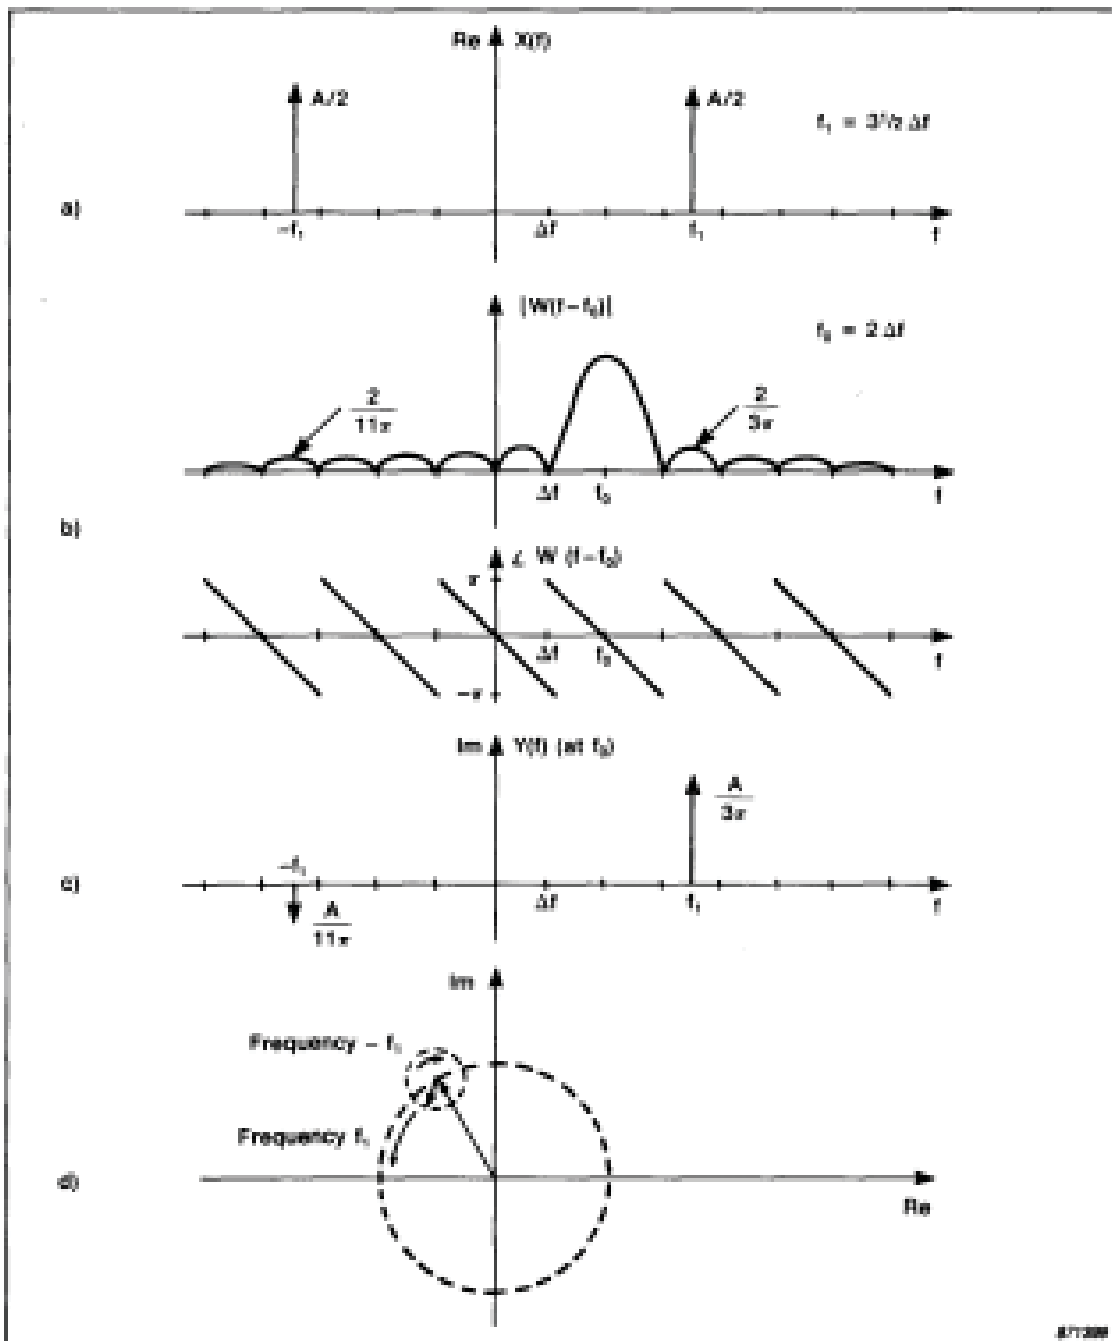 Re X(f)
A/2 A/2
f₁ = 3½ Δf
a)
-f₁ Δf f₁ f
|W(f-f₀)|
f₀ = 2 Δf
2/11π 2/3π
Δf f₀ f
b)
∠ W (f-f₀)
π
Δf f₀ f
-π
Im Y(f) (at f₀)
A/3π
-f₁
c)
Δf f₁ f
A/11π
Im
Frequency - f₁
Frequency f₁
d)
Re